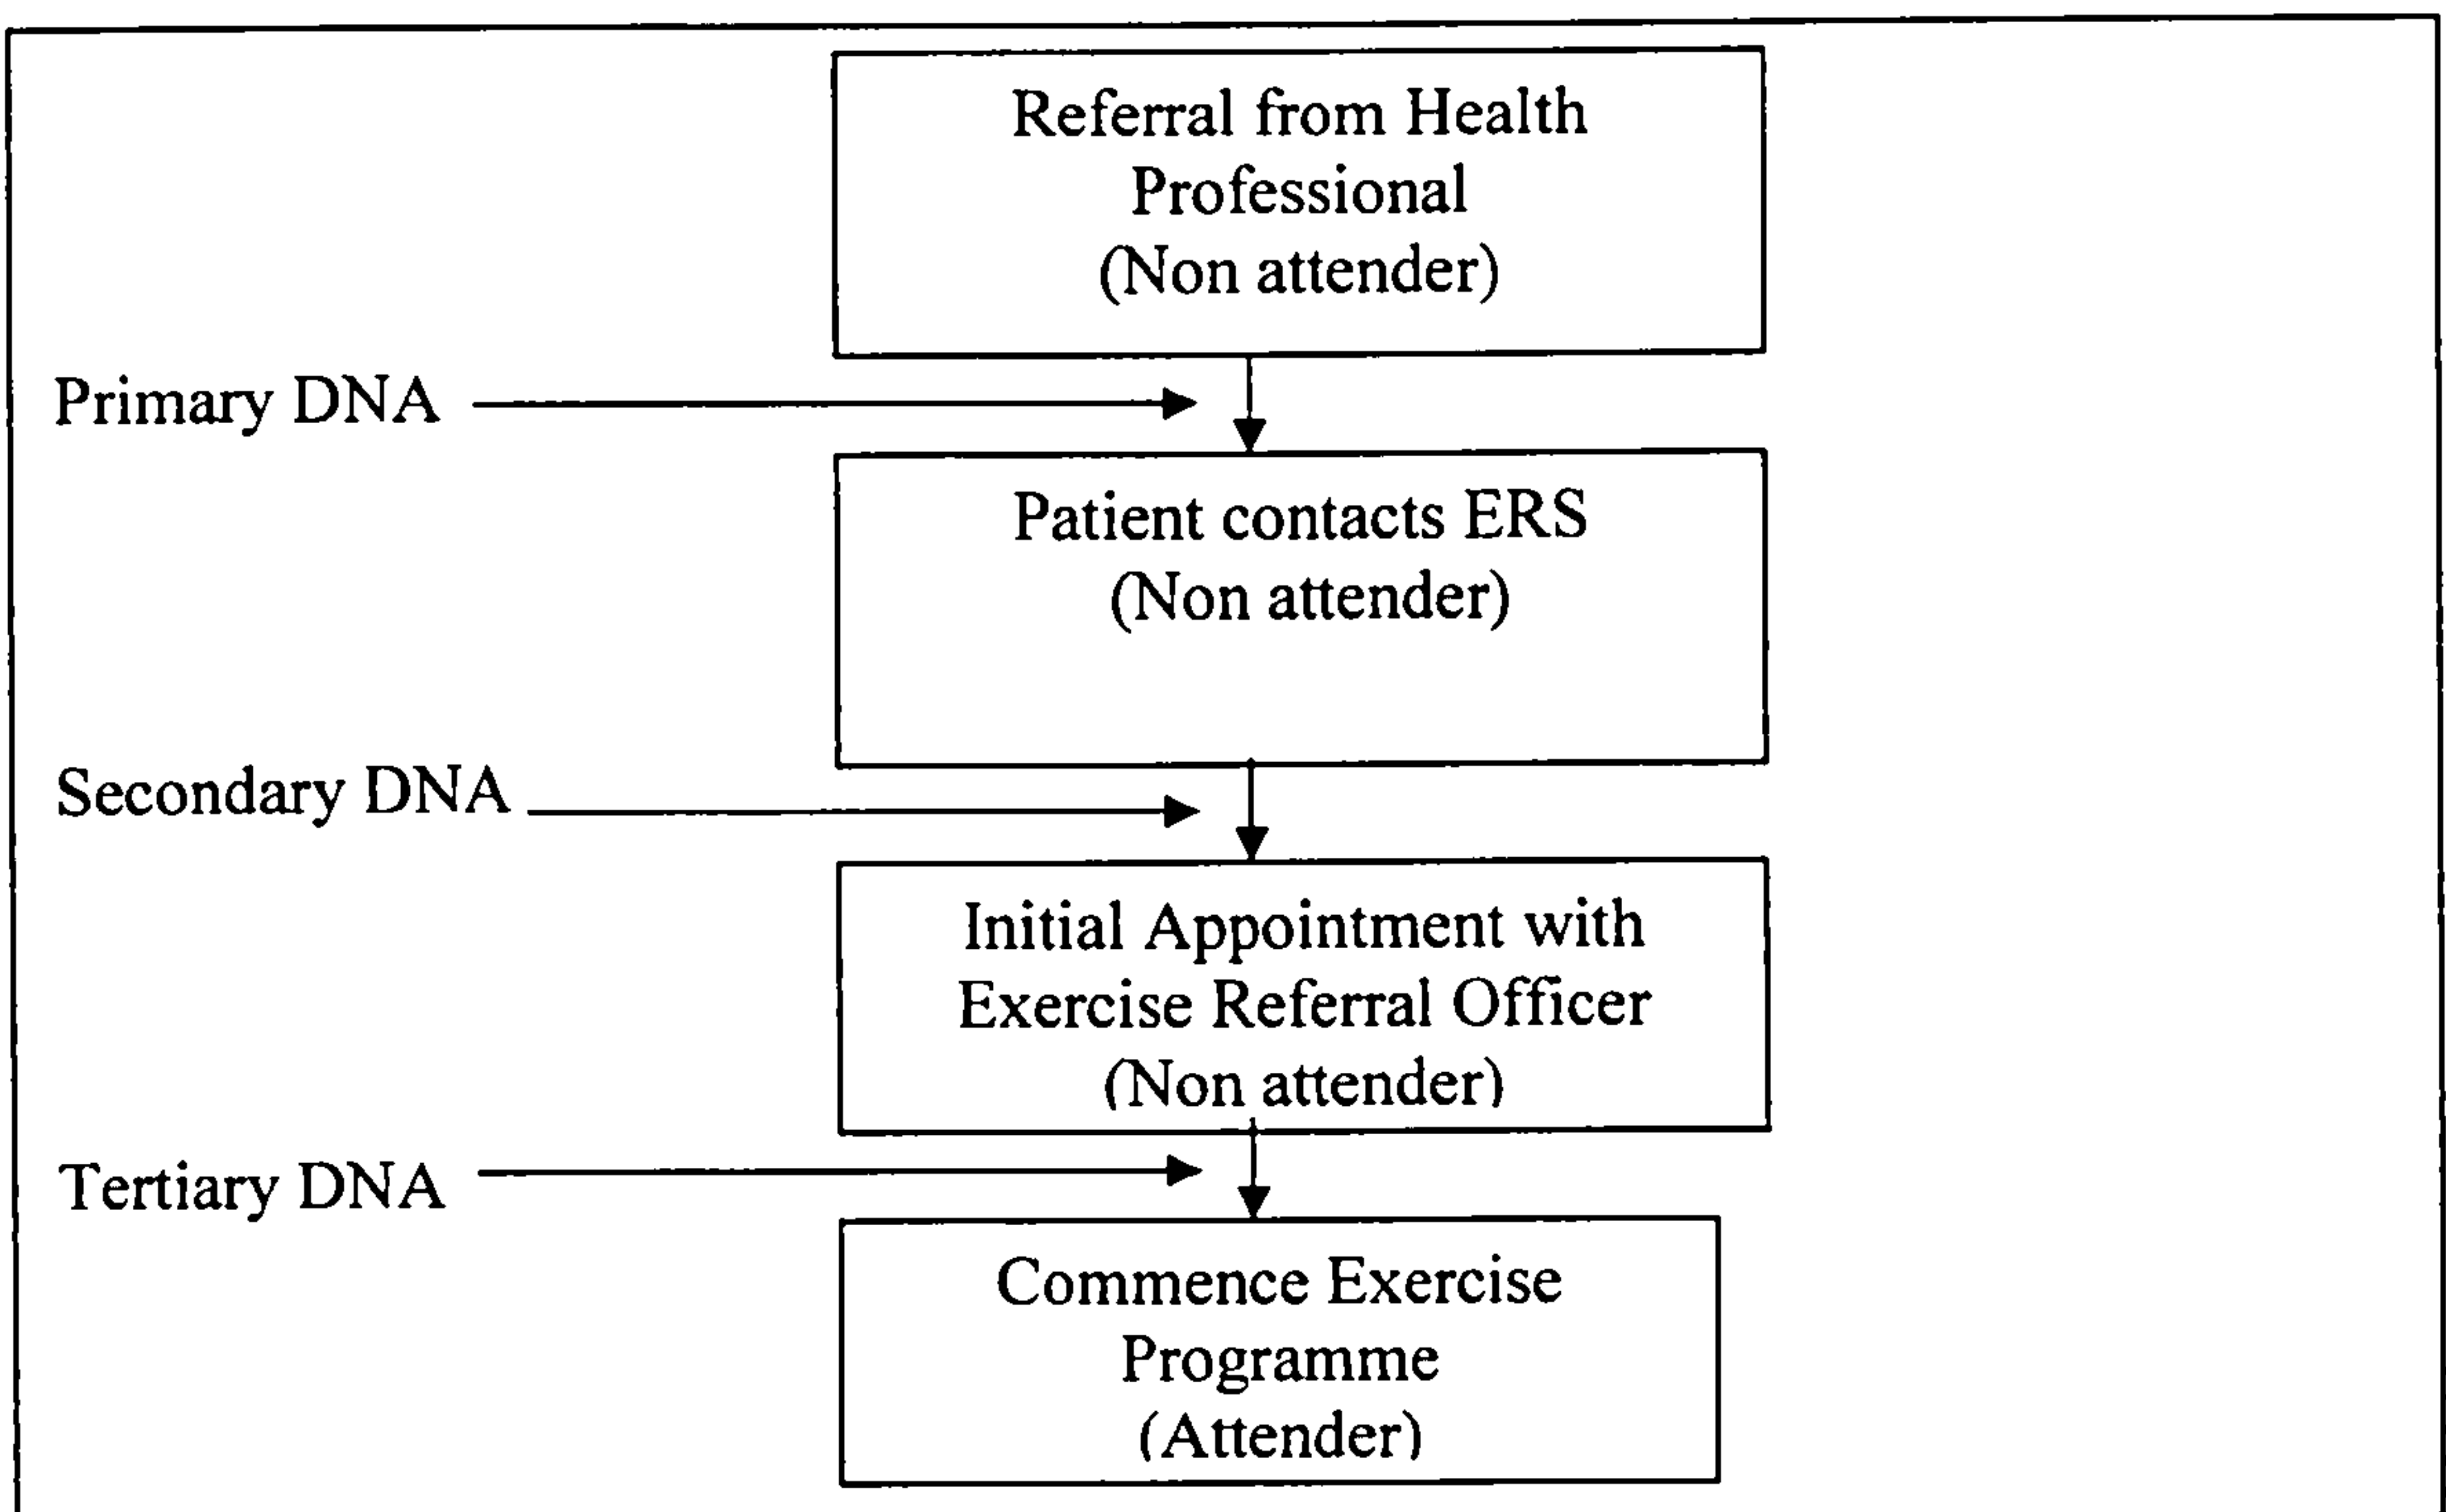 Referral from Health
Professional
(Non attender)
Primary DNA
Patient contacts ERS
(Non attender)
Secondary DNA
Initial Appointment with
Exercise Referral Officer
(Non attender)
Tertiary DNA
Commence Exercise
Programme
(Attender)